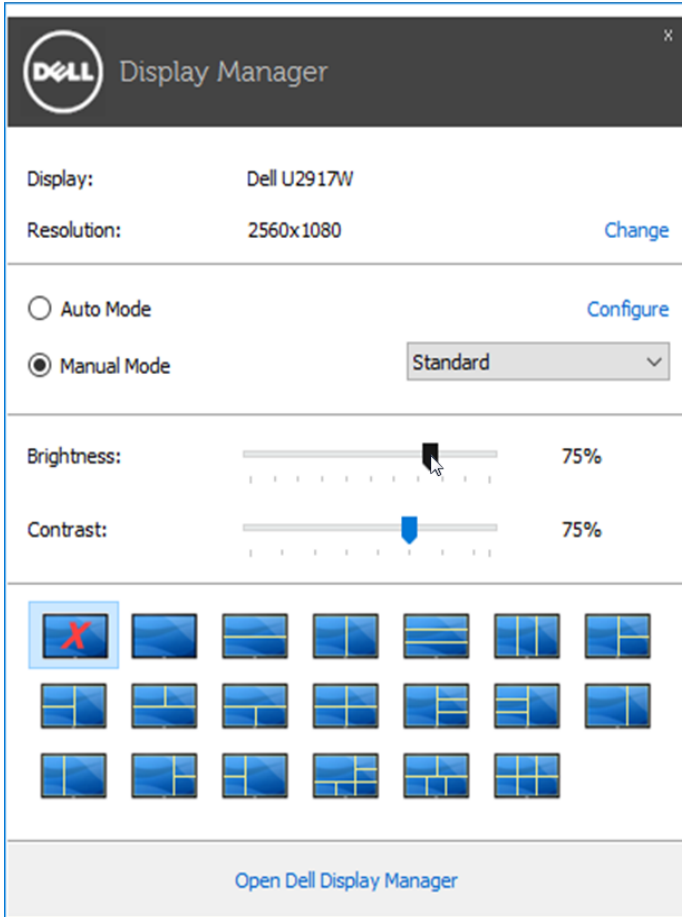 X
DELL Display Manager
Display: Dell U2917W
Resolution: 2560x1080 Change
Auto Mode Configure
Manual Mode Standard
Brightness: 75%
Contrast: 75%
X
Open Dell Display Manager